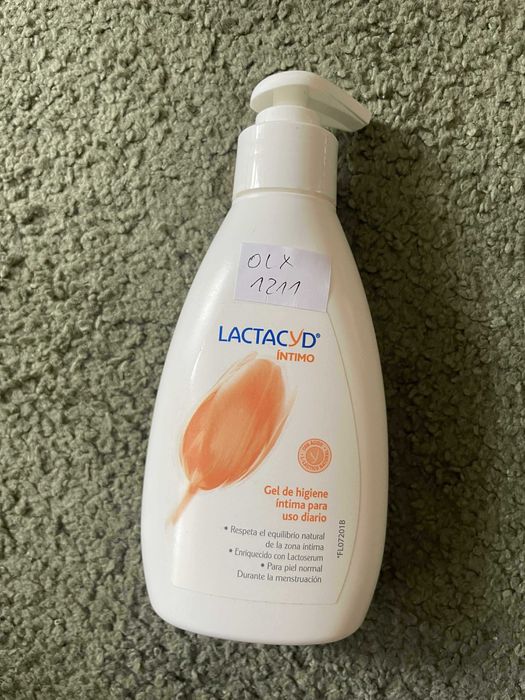 OLX
1211
LACTACYD®
ÍNTIMO
Gel de higiene
íntima para
uso diario
• Respeta el equilibrio natural
de la zona íntima
• Enriquecido con Lactoserum
• Para piel normal
Durante la menstruación
*FL07201B